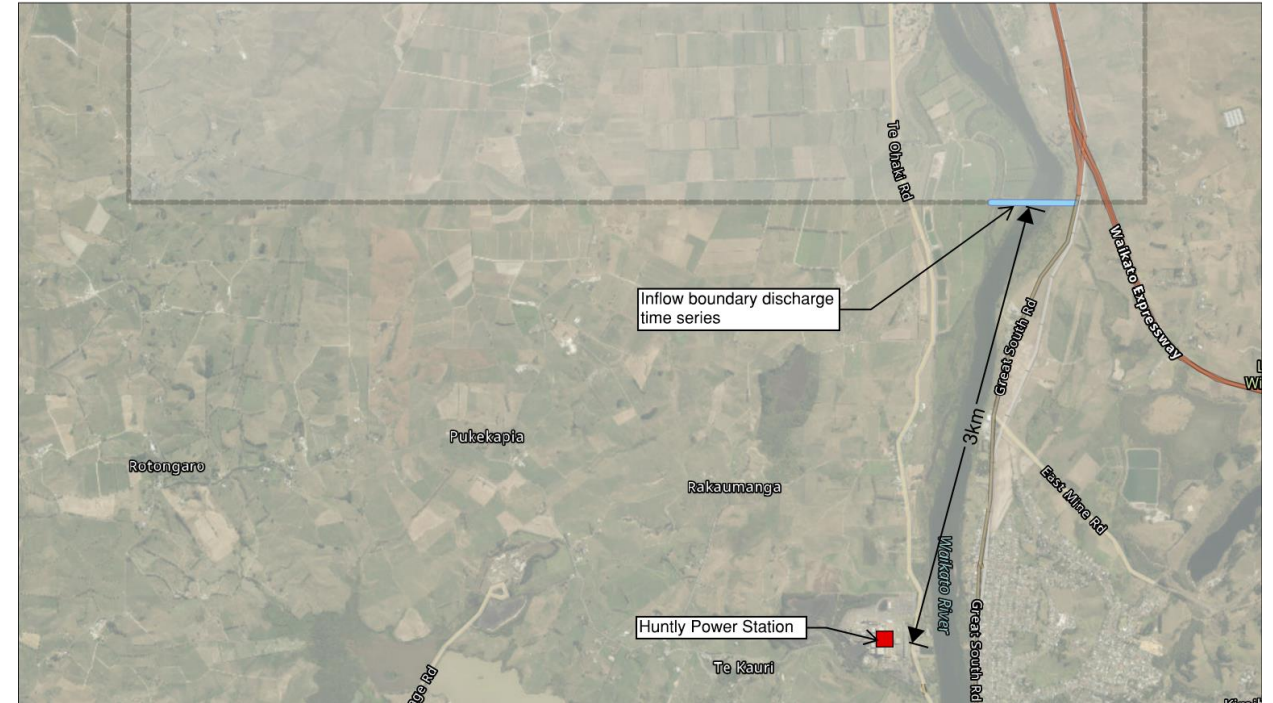 Te Ohaki Rd
Waikato Expressway
Inflow boundary discharge
time series
Great South Rd
3km
Pukekapia
Rotongaro
Rakaumanga
East Mine Rd
Waikato River
Huntly Power Station
Great South Rd
Te Kauri